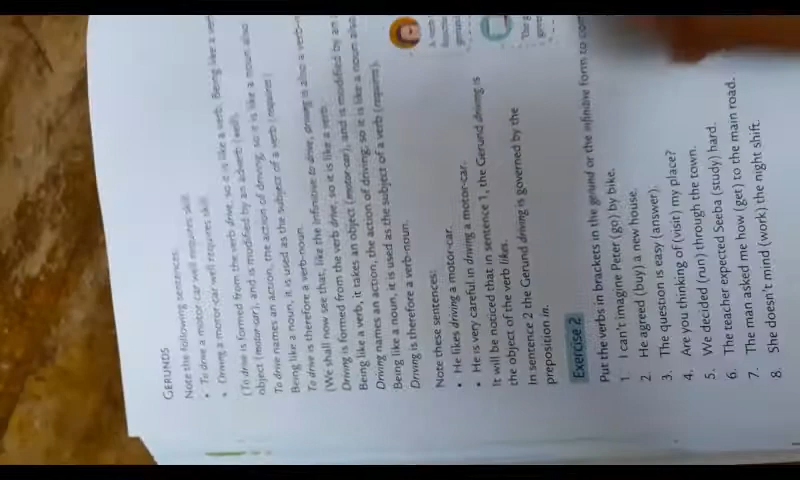 GERUNDS
Note the following sentences:
• To drive a motor-car well requires skill.
• Driving a motor-car well requires skill.
(To drive is formed from the verb drive, so it is like a verb. Being like a verb
object (motor-car), and is modified by an adverb (well).
To drive names an action, the action of driving, so it is like a noun also
Being like a noun, it is used as the subject of a verb (requires)
To drive is therefore a verb-noun.
(We shall now see that, like the infinitive to drive, driving is also a verb-n
Driving is formed from the verb drive, so it is like a verb.
Being like a verb, it takes an object (motor-car), and is modified by an
Driving names an action, the action of driving, so it is like a noun also
Being like a noun, it is used as the subject of a verb (requires).
Driving is therefore a verb-noun.
Note these sentences:
• He likes driving a motor-car.
• He is very careful in driving a motor-car.
It will be noticed that in sentence 1, the Gerund driving is
the object of the verb likes.
In sentence 2 the Gerund driving is governed by the
preposition in.
A verb
The g
gover
Exercise 2
Put the verbs in brackets in the gerund or the infinitive form to com
1. I can't imagine Peter (go) by bike.
2. He agreed (buy) a new house.
3. The question is easy (answer).
4. Are you thinking of (visit) my place?
5. We decided (run) through the town.
6. The teacher expected Seeba (study) hard.
7. The man asked me how (get) to the main road.
8. She doesn't mind (work) the night shift.